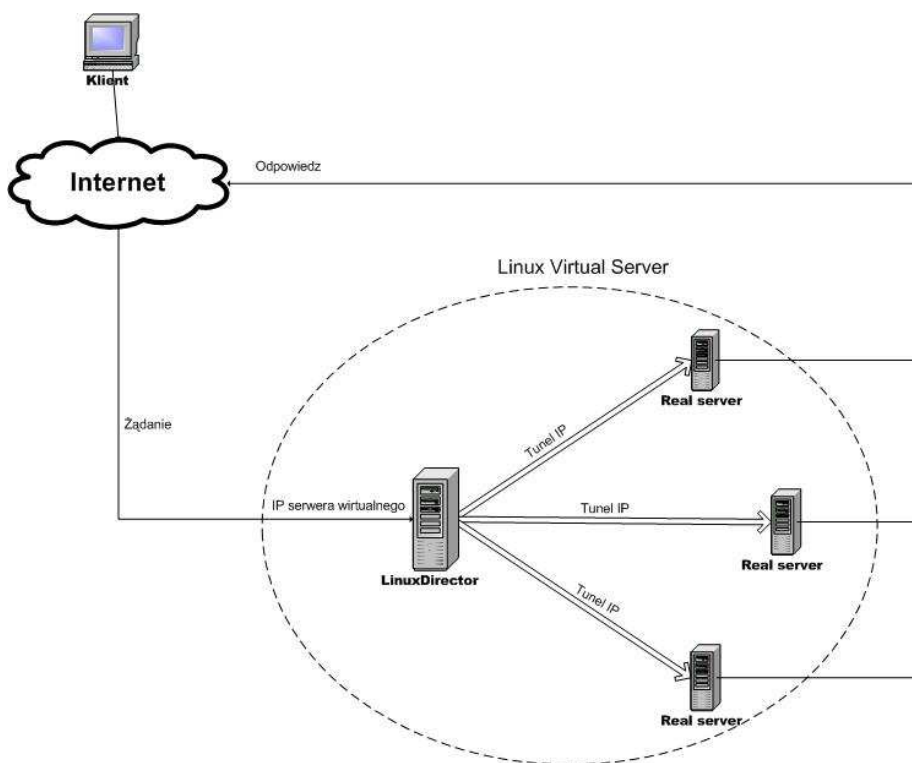 Klient
Internet
Odpowiedz
Linux Virtual Server
Real server
Żądanie
Tunel IP
IP serwera wirtualnego
Tunel IP
LinuxDirector
Real server
Tunel IP
Real server